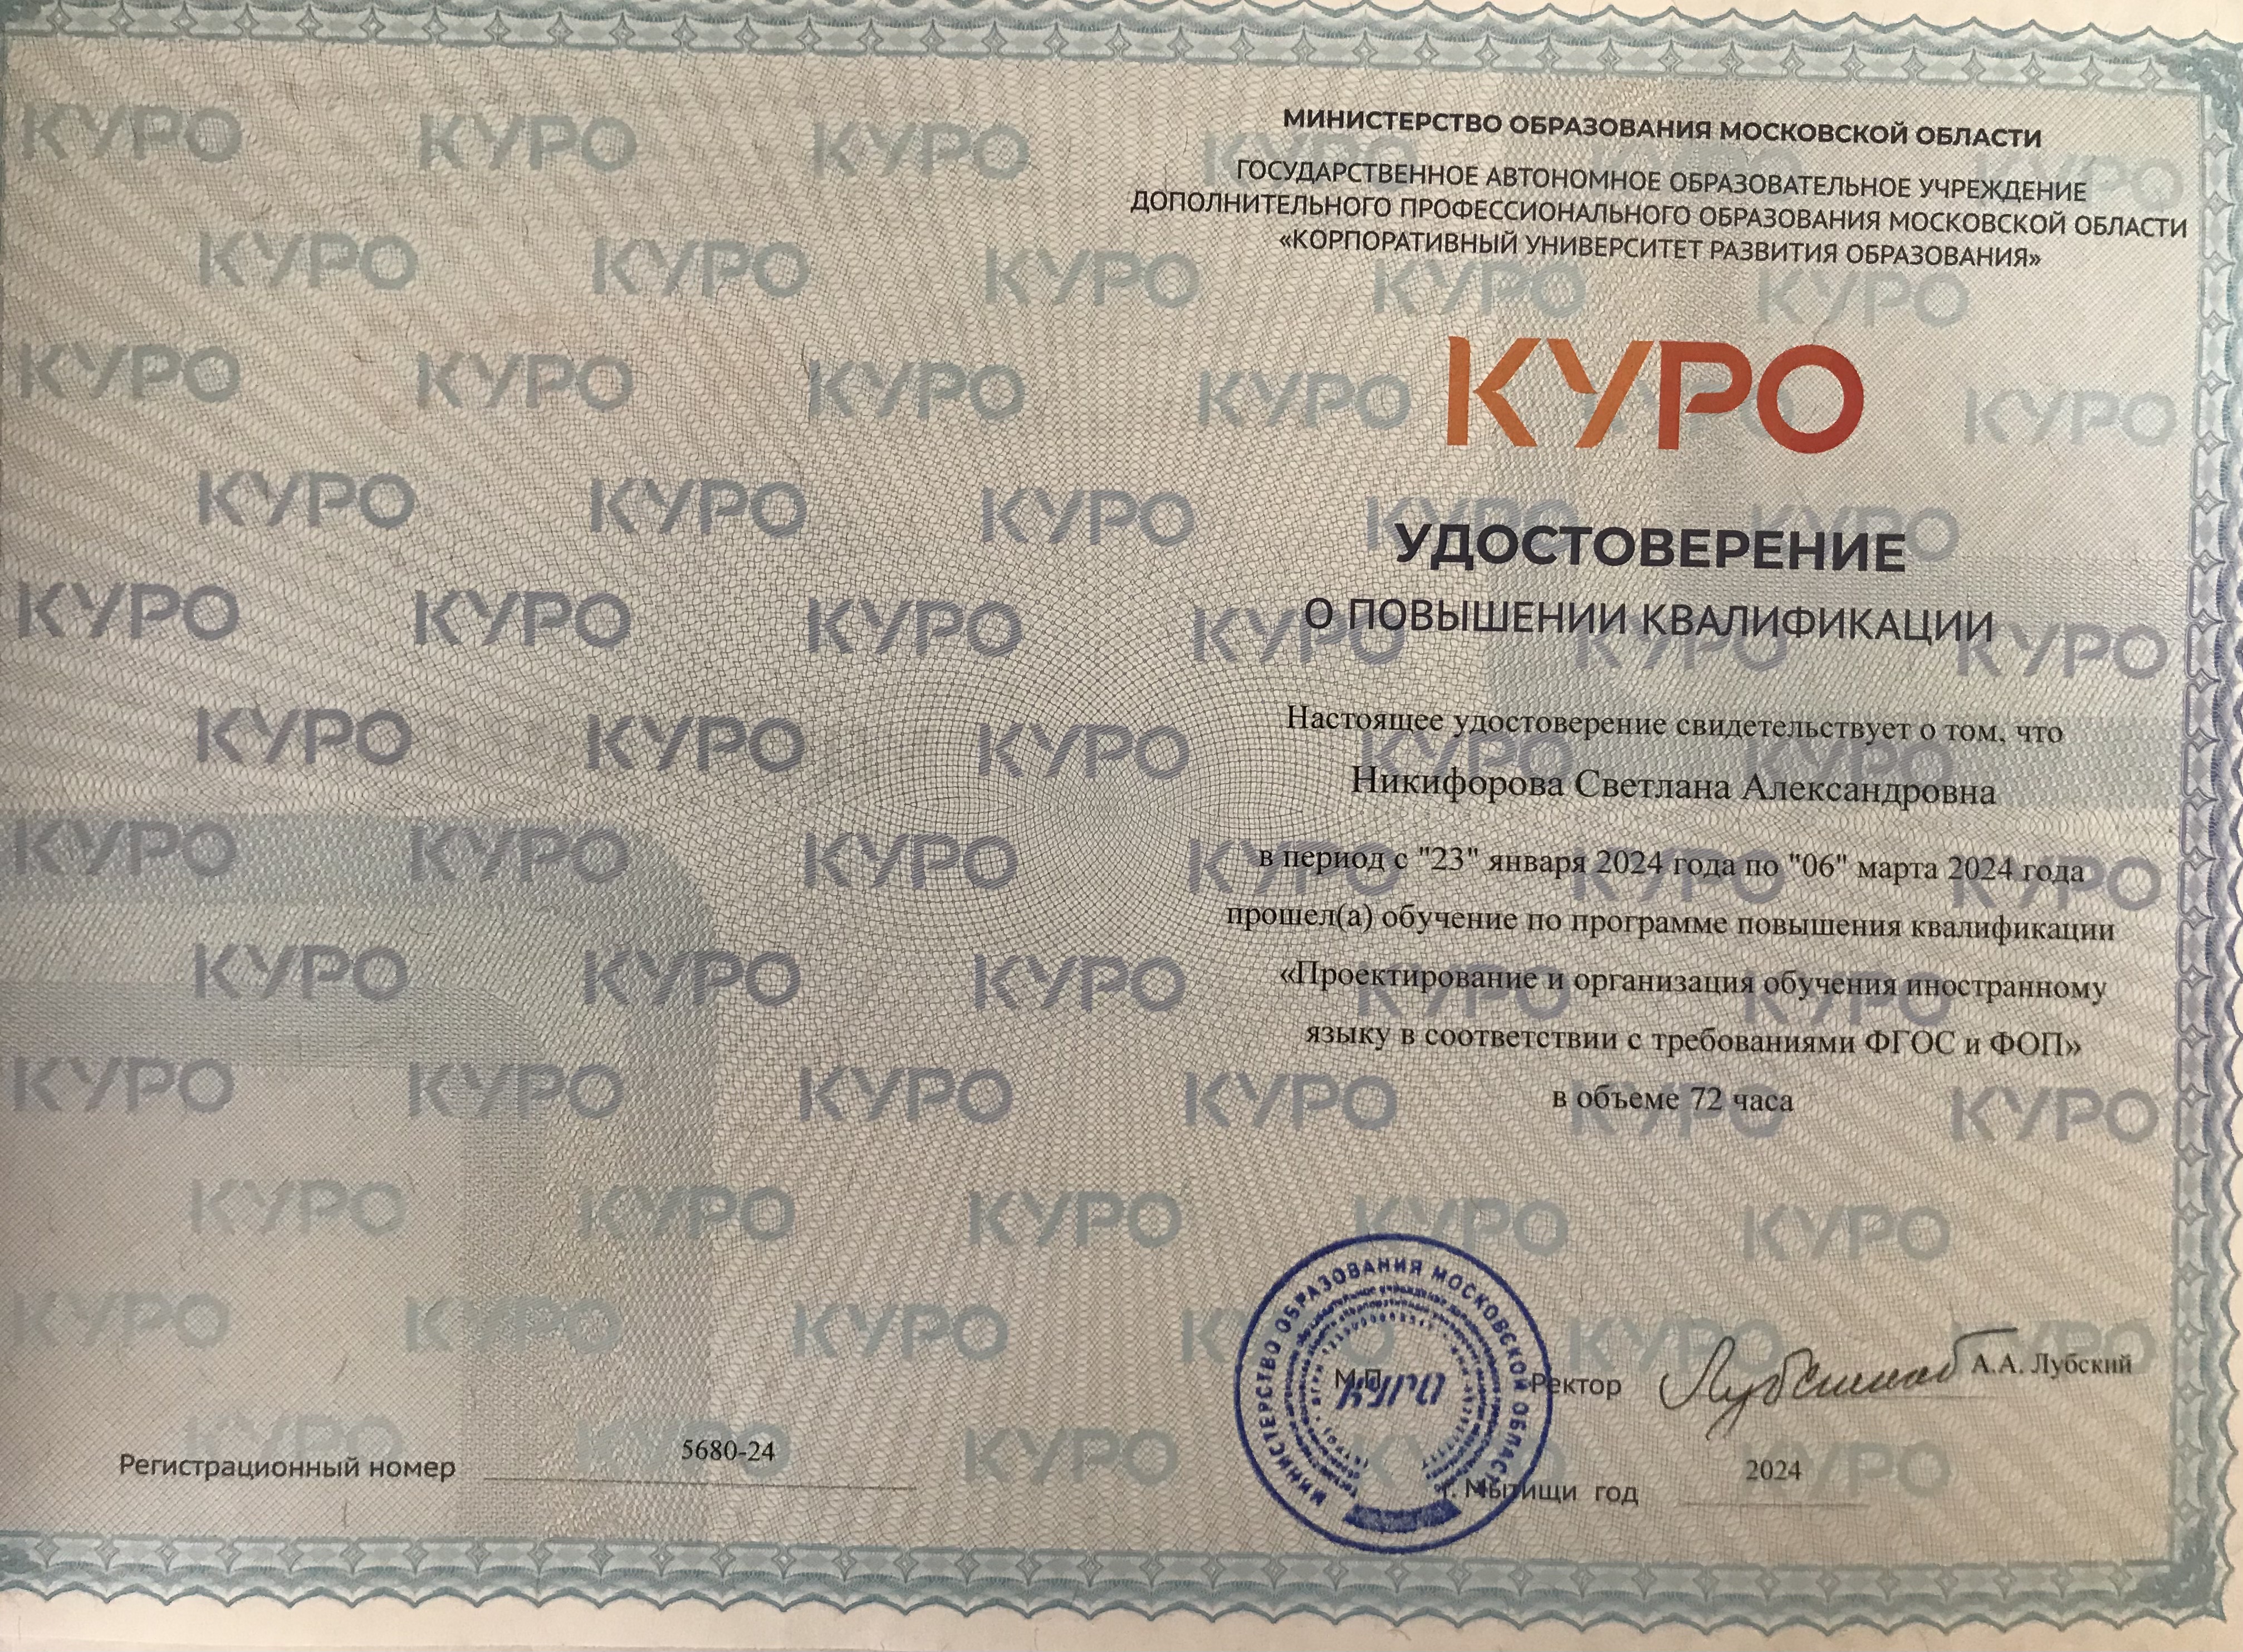 МИНИСТЕРСТВО ОБРАЗОВАНИЯ МОСКОВСКОЙ ОБЛАСТИ
ГОСУДАРСТВЕННОЕ АВТОНОМНОЕ ОБРАЗОВАТЕЛЬНОЕ УЧРЕЖДЕНИЕ
ДОПОЛНИТЕЛЬНОГО ПРОФЕССИОНАЛЬНОГО ОБРАЗОВАНИЯ МОСКОВСКОЙ ОБЛАСТИ
«КОРПОРАТИВНЫЙ УНИВЕРСИТЕТ РАЗВИТИЯ ОБРАЗОВАНИЯ»
КУРО
УДОСТОВЕРЕНИЕ
О ПОВЫШЕНИИ КВАЛИФИКАЦИИ
Настоящее удостоверение свидетельствует о том, что
Никифорова Светлана Александровна
в период с "23" января 2024 года по "06" марта 2024 года
прошел(а) обучение по программе повышения квалификации
«Проектирование и организация обучения иностранному
языку в соответствии с требованиями ФГОС и ФОП»
в объеме 72 часа
МИНИСТЕРСТВО ОБРАЗОВАНИЯ МОСКОВСКОЙ ОБЛАСТИ
М.П.
КУРО
Ректор А.А. Лубский
Регистрационный номер 5680-24
г. Мытищи год 2024